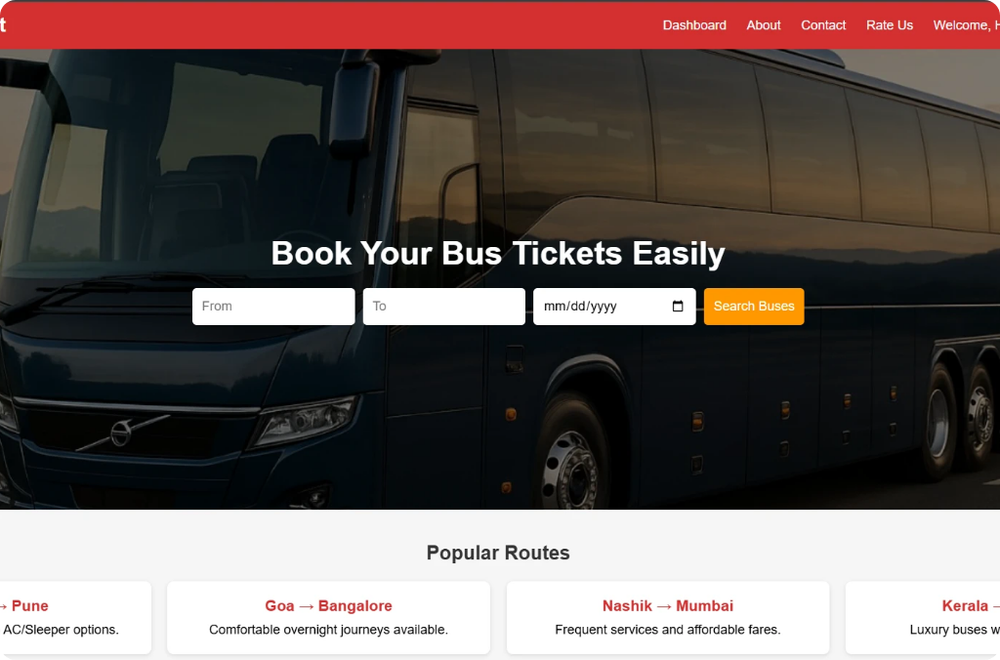 t
Dashboard About Contact Rate Us Welcome, H
Book Your Bus Tickets Easily
From To mm/dd/yyyy Search Buses
Popular Routes
→ Pune Goa → Bangalore Nashik → Mumbai Kerala →
AC/Sleeper options. Comfortable overnight journeys available. Frequent services and affordable fares. Luxury buses w